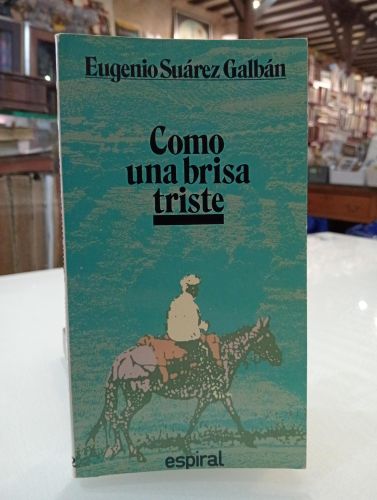 Eugenio Suárez Galbán
Como
una brisa
triste
espiral